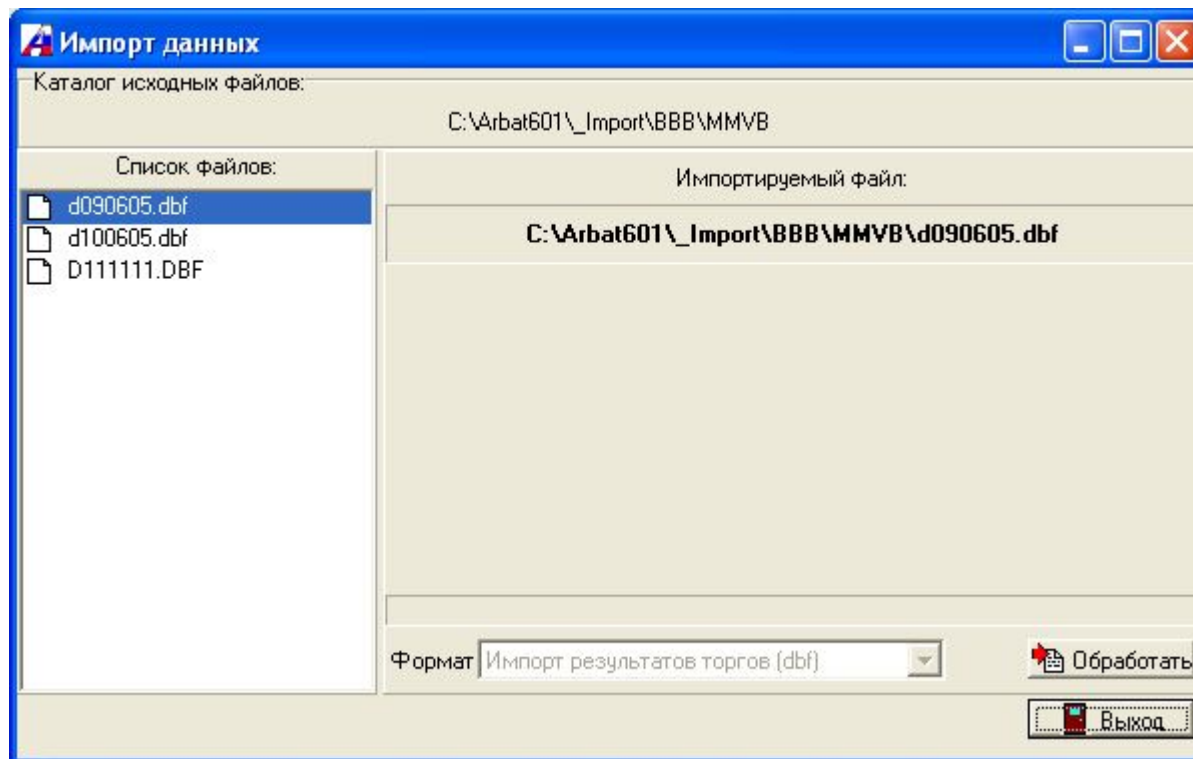 Импорт данных
Каталог исходных файлов:
C:\Arbat601\_Import\BBB\MMVB
Список файлов:
d090605.dbf
d100605.dbf
D111111.DBF
Импортируемый файл:
C:\Arbat601\_Import\BBB\MMVB\d090605.dbf
Формат Импорт результатов торгов (dbf)
Обработать
Выход